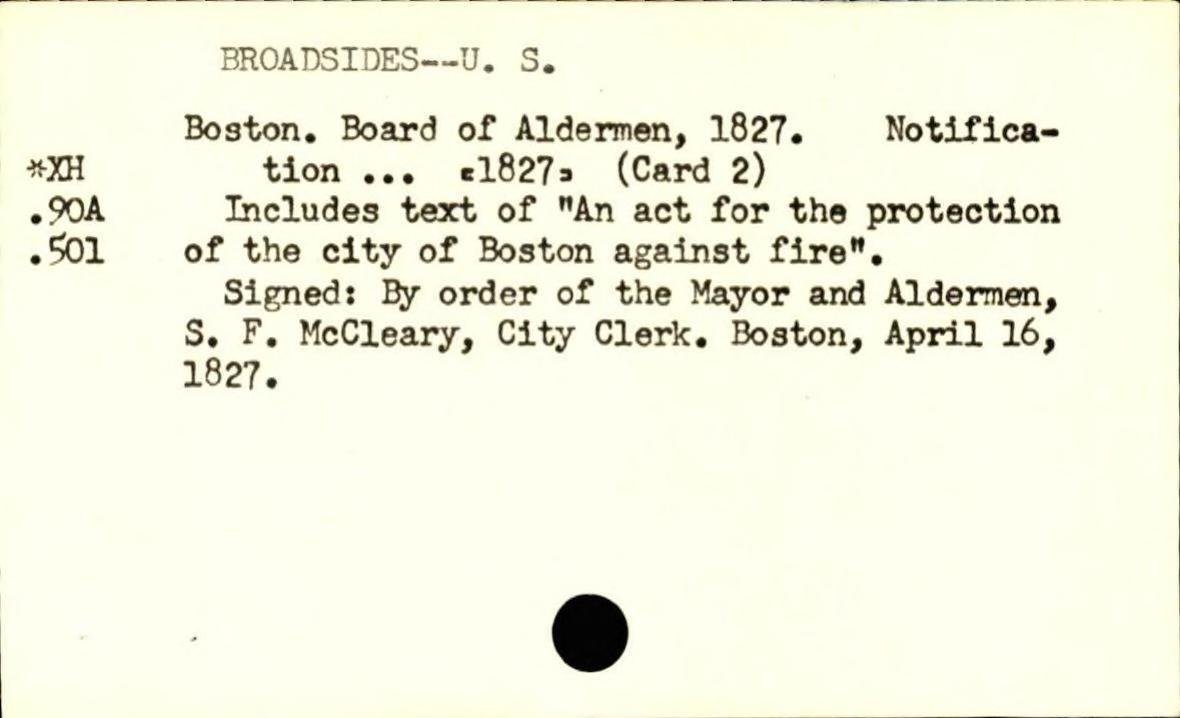 BROADSIDES--U. S.
Boston. Board of Aldermen, 1827. Notifica-
*XH tion ... [1827] (Card 2)
.90A Includes text of "An act for the protection
.501 of the city of Boston against fire".
Signed: By order of the Mayor and Aldermen,
S. F. McCleary, City Clerk. Boston, April 16,
1827.